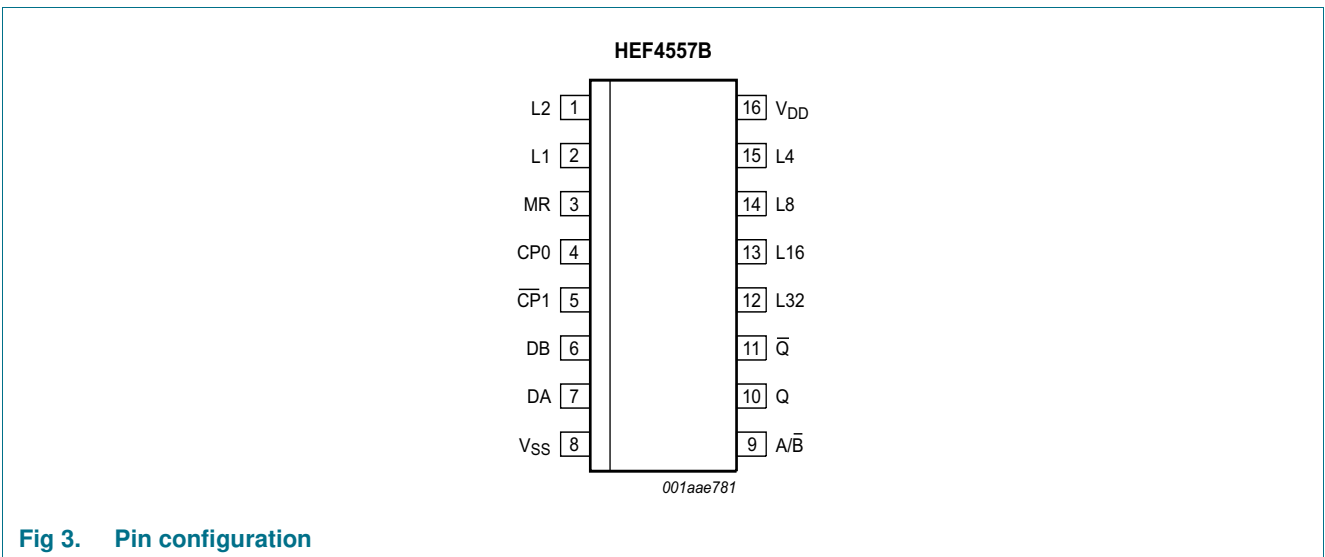 HEF4557B
L2 1 16 VDD
L1 2 15 L4
MR 3 14 L8
CP0 4 13 L16
C̅P̅1 5 12 L32
DB 6 11 Q̅
DA 7 10 Q
VSS 8 9 A/B̅
001aae781
Fig 3. Pin configuration